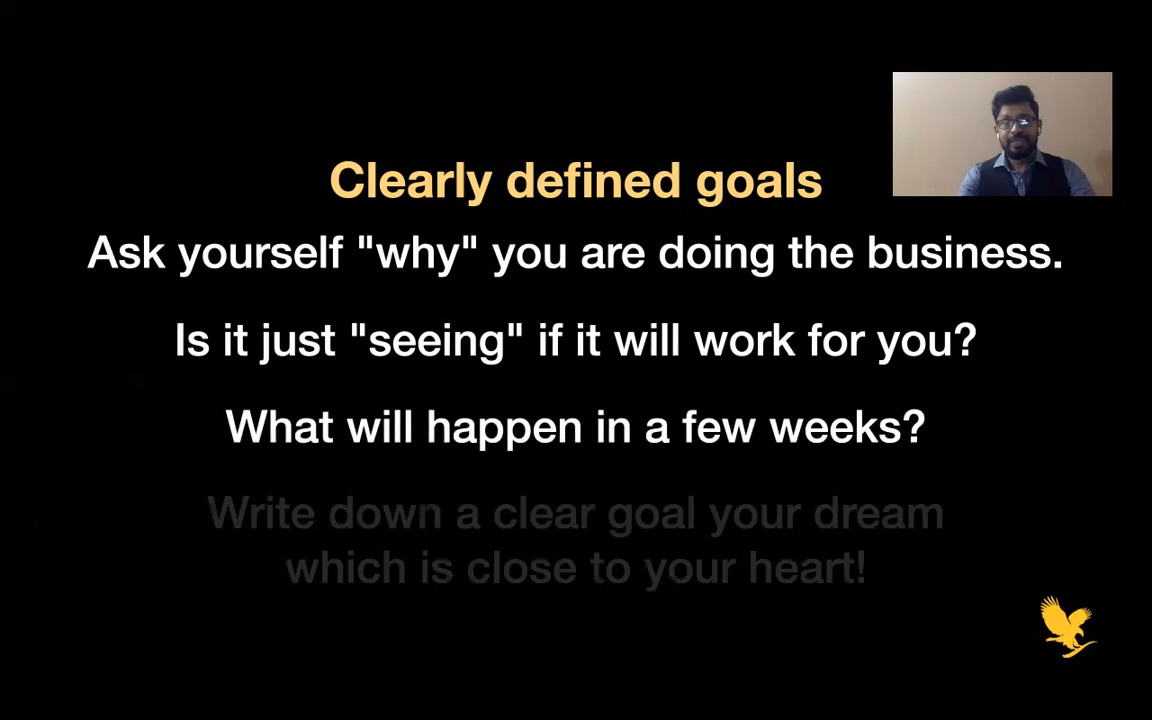 Clearly defined goals
Ask yourself "why" you are doing the business.
Is it just "seeing" if it will work for you?
What will happen in a few weeks?
Write down a clear goal your dream
which is close to your heart!